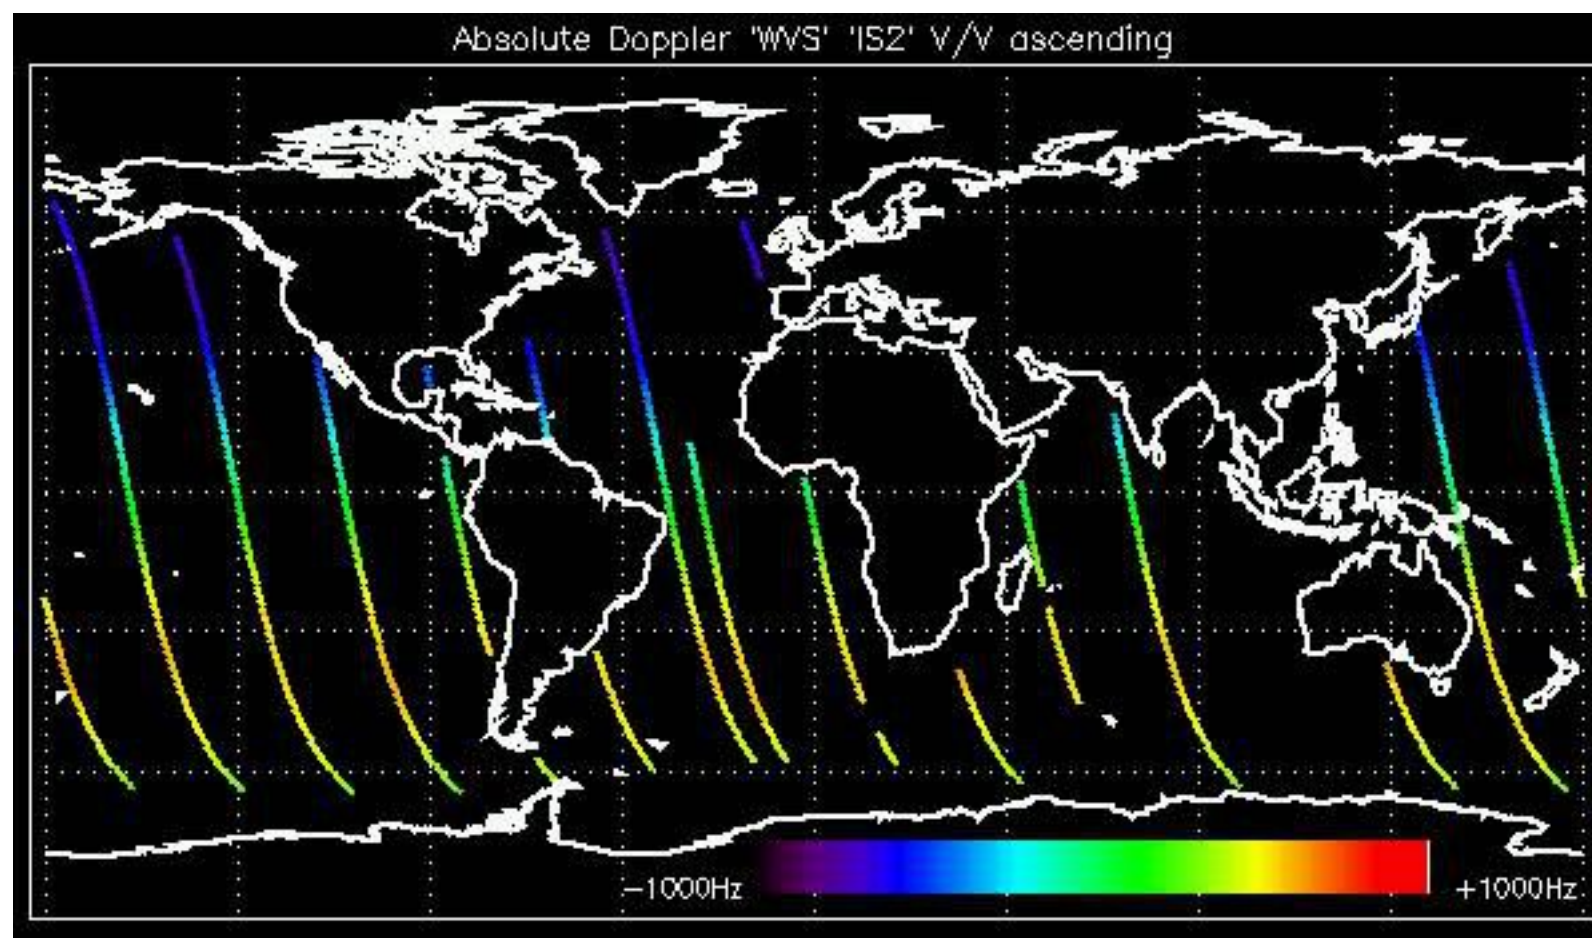 Absolute Doppler 'WVS' 'IS2' V/V ascending
-1000Hz +1000Hz